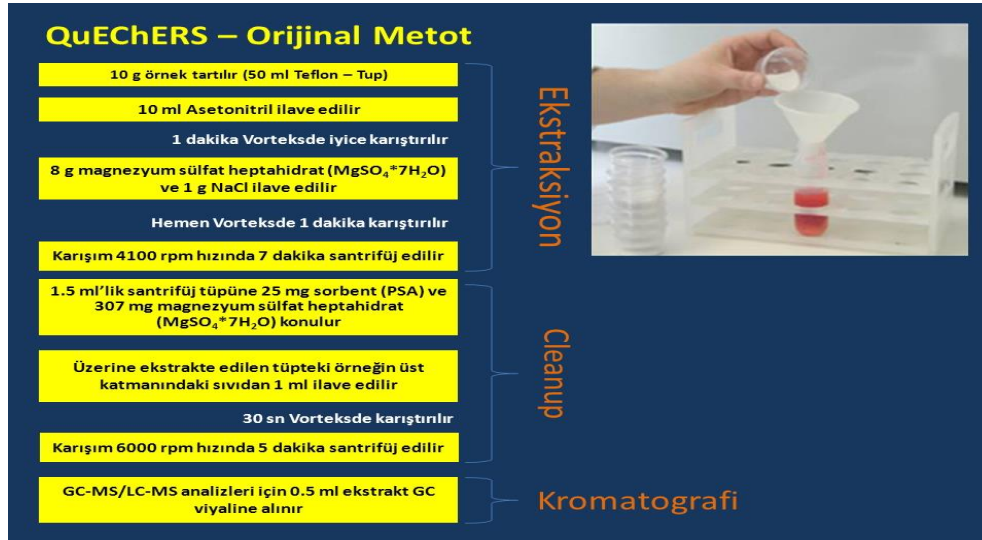 QuEChERS – Orijinal Metot
10 g örnek tartılır (50 ml Teflon – Tup)
10 ml Asetonitril ilave edilir
1 dakika Vorteksde iyice karıştırılır
8 g magnezyum sülfat heptahidrat (MgSO₄*7H₂O)
ve 1 g NaCl ilave edilir
Hemen Vorteksde 1 dakika karıştırılır
Karışım 4100 rpm hızında 7 dakika santrifüj edilir
Ekstraksiyon
1.5 ml’lik santrifüj tüpüne 25 mg sorbent (PSA) ve
307 mg magnezyum sülfat heptahidrat
(MgSO₄*7H₂O) konulur
Üzerine ekstrakte edilen tüpteki örneğin üst
katmanındaki sıvıdan 1 ml ilave edilir
30 sn Vorteksde karıştırılır
Karışım 6000 rpm hızında 5 dakika santrifüj edilir
Cleanup
GC-MS/LC-MS analizleri için 0.5 ml ekstrakt GC
viyaline alınır
Kromatografi